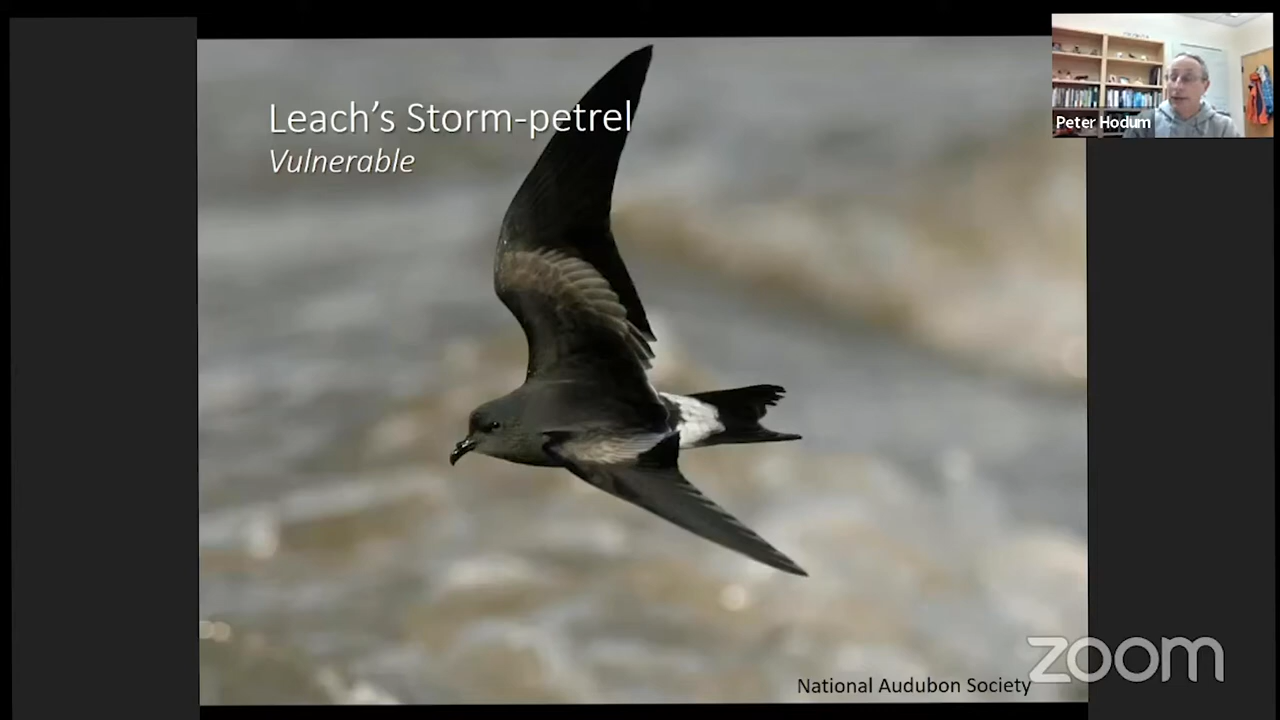 Leach's Storm-petrel
Vulnerable
Peter Hodum
National Audubon Society
zoom